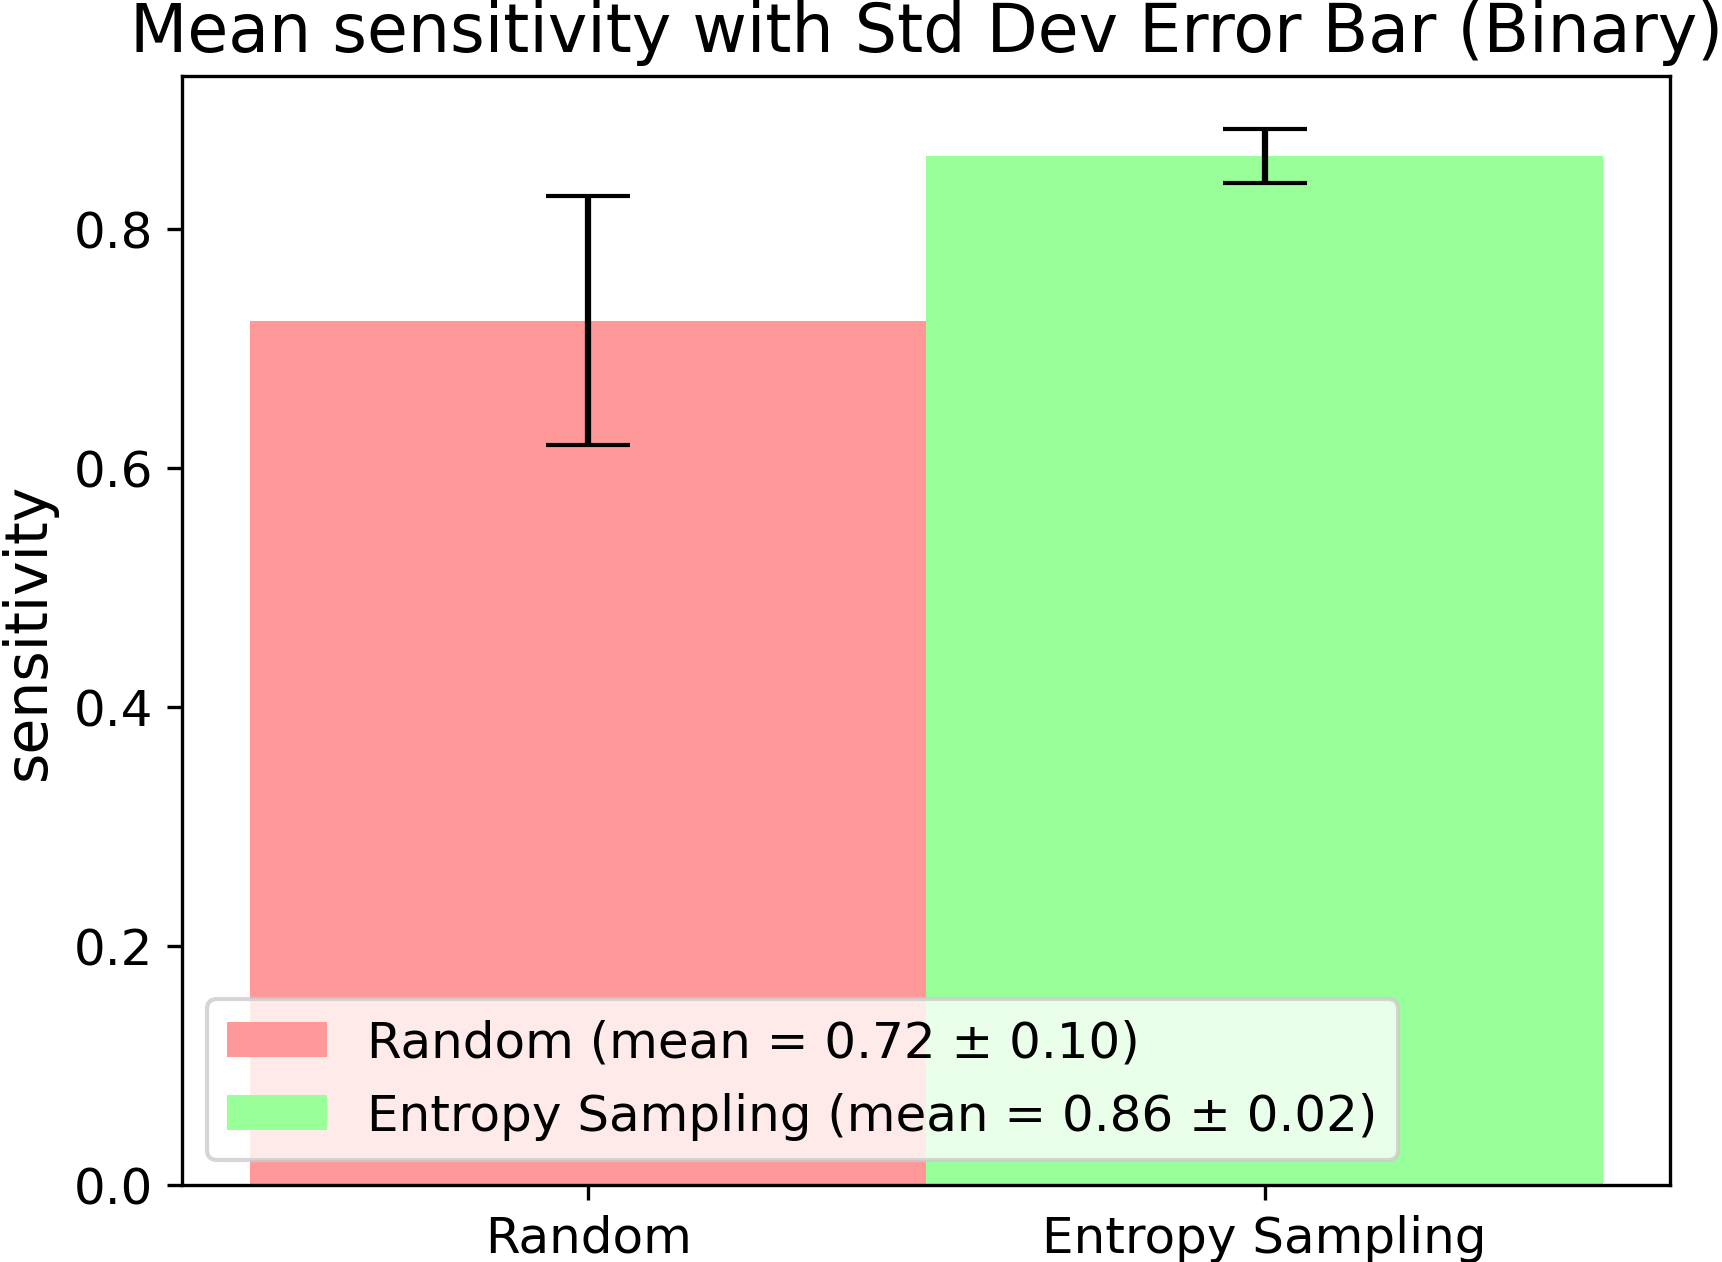 Mean sensitivity with Std Dev Error Bar (Binary)
sensitivity
0.8
0.6
0.4
0.2
0.0
Random (mean = 0.72 ± 0.10)
Entropy Sampling (mean = 0.86 ± 0.02)
Random
Entropy Sampling